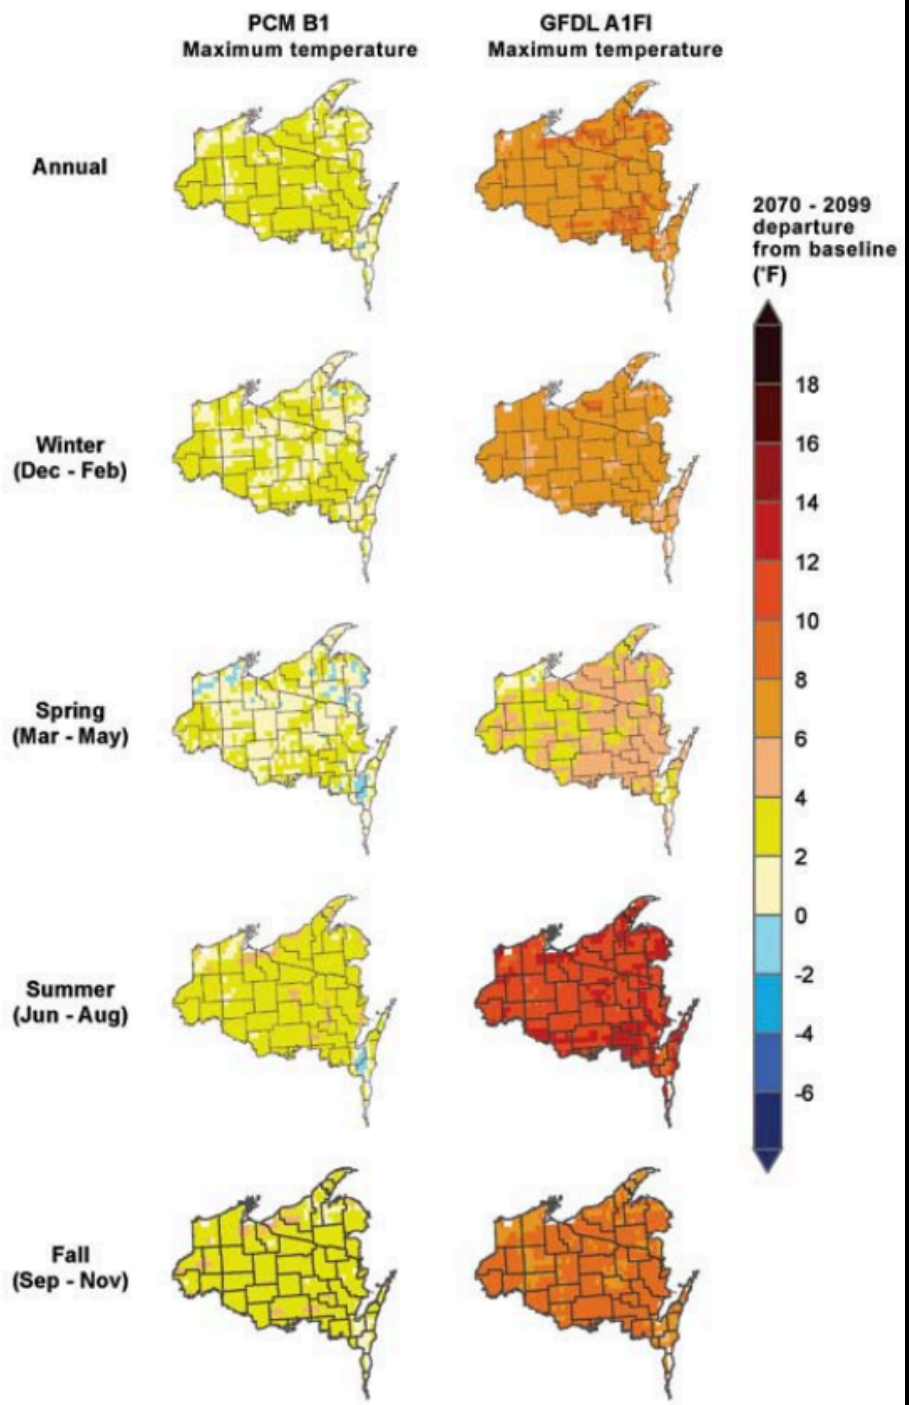 PCM B1
Maximum temperature
GFDL A1FI
Maximum temperature
Annual
2070 - 2099
departure
from baseline
(°F)
18
16
14
12
10
8
6
4
2
0
-2
-4
-6
Winter
(Dec - Feb)
Spring
(Mar - May)
Summer
(Jun - Aug)
Fall
(Sep - Nov)